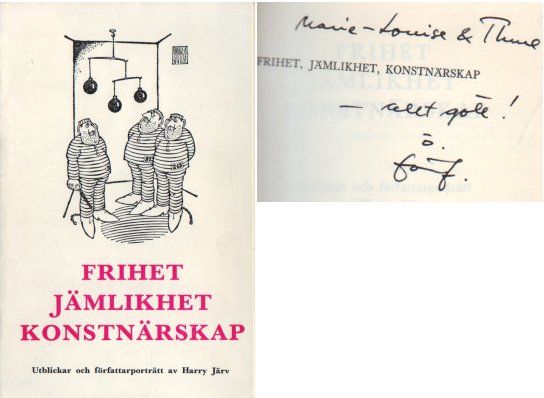 FRIHET
JÄMLIKHET
KONSTNÄRSKAP
Utblickar och författarporträtt av Harry Järv
Marie-Louise & Thure
FRIHET, JÄMLIKHET, KONSTNÄRSKAP
— allt gott!
ö.